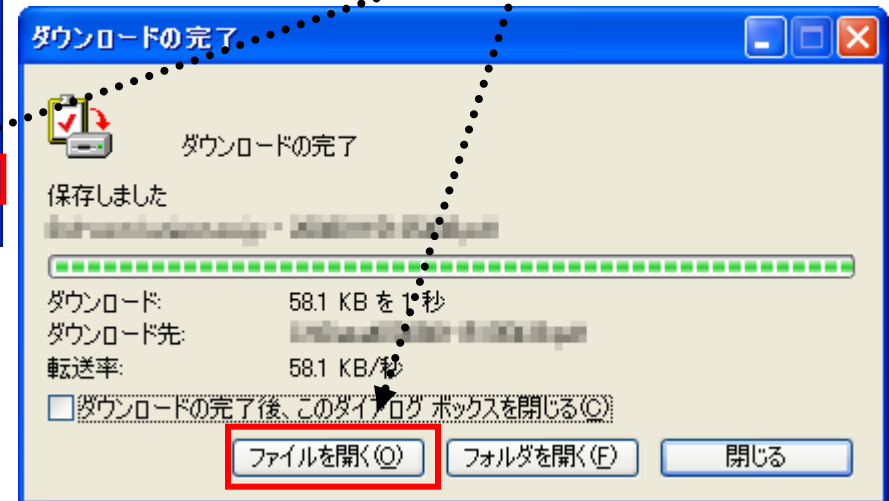 ダウンロードの完了
ダウンロードの完了
保存しました
ダウンロード: 58.1 KB を 1 秒
ダウンロード先:
転送率: 58.1 KB/秒
ダウンロードの完了後、このダイアログ ボックスを閉じる(C)
ファイルを開く(O) フォルダを開く(F) 閉じる